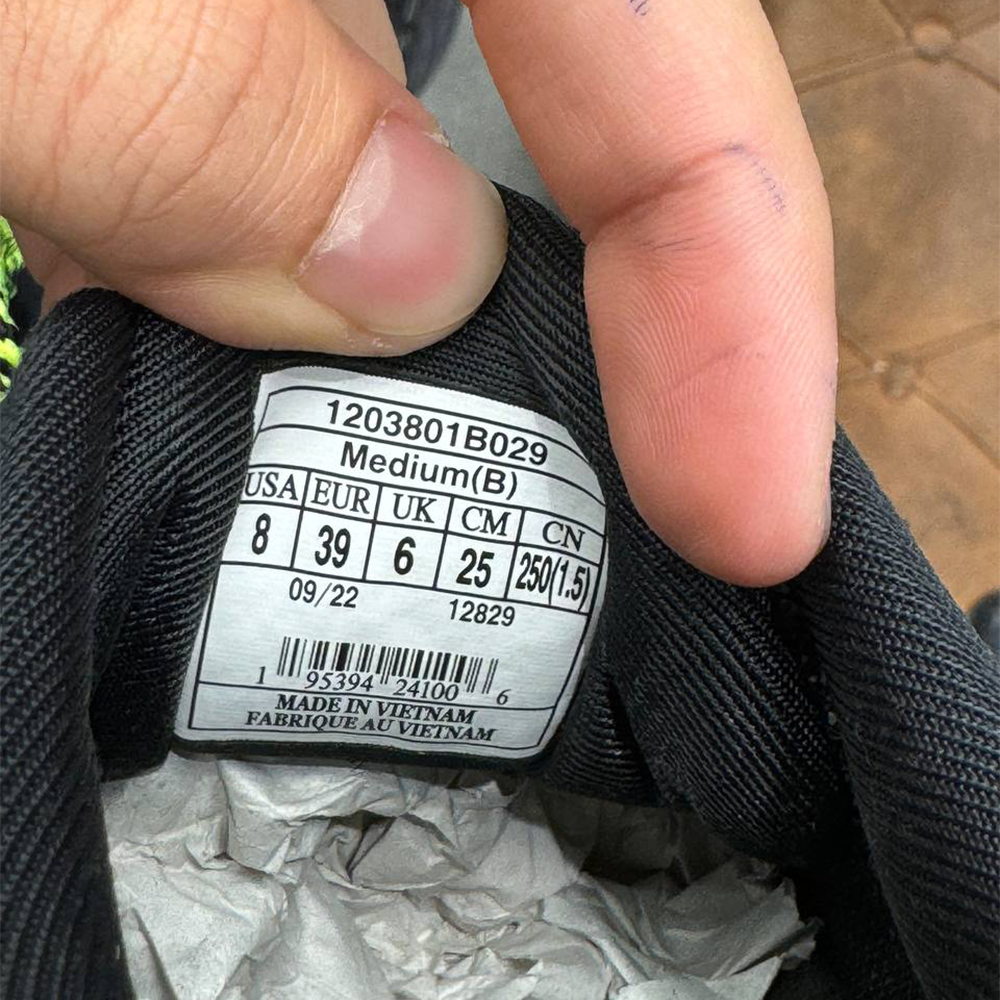 1203801B029
Medium(B)
USA EUR UK CM CN
8 39 6 25 250(1.5)
09/22 12829
1 95394 24100 6
MADE IN VIETNAM
FABRIQUE AU VIETNAM